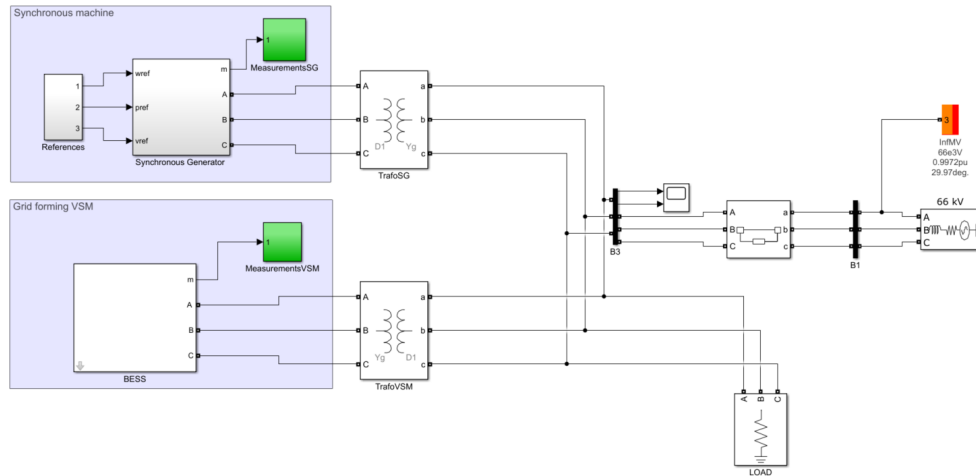 Synchronous machine
1
MeasurementsSG
1
2
3
References
wref
pref
vref
m
A
B
C
Synchronous Generator
A
B
C
D1
Yg
a
b
c
TrafoSG
3
InfMV
66e3V
0.9972pu
29.97deg.
66 kV
A
B
C
B3
A
B
C
a
b
c
B1
Grid forming VSM
1
MeasurementsVSM
m
A
B
C
BESS
A
B
C
Yg
D1
a
b
c
TrafoVSM
A
B
C
LOAD